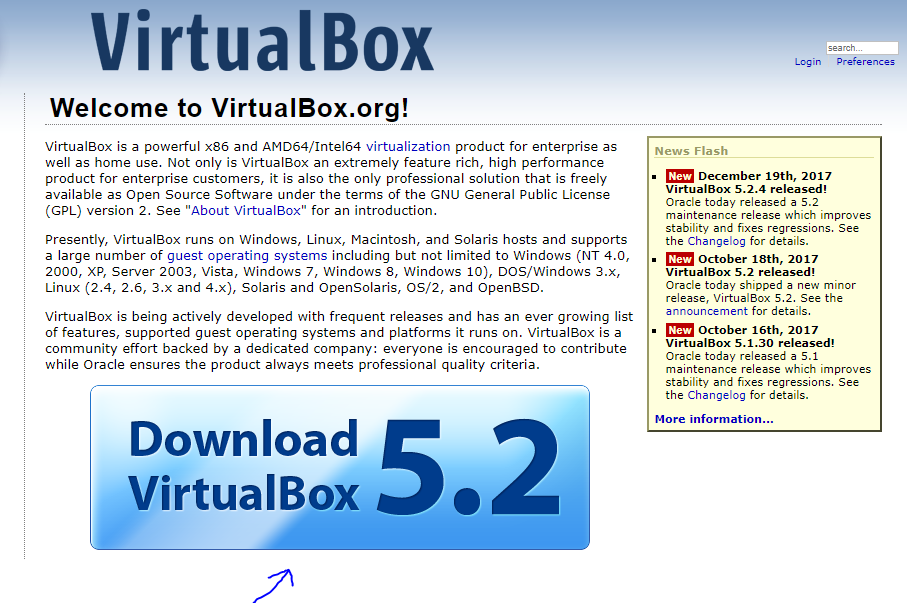 VirtualBox
search...
Login Preferences
Welcome to VirtualBox.org!
VirtualBox is a powerful x86 and AMD64/Intel64 virtualization product for enterprise as
well as home use. Not only is VirtualBox an extremely feature rich, high performance
product for enterprise customers, it is also the only professional solution that is freely
available as Open Source Software under the terms of the GNU General Public License
(GPL) version 2. See "About VirtualBox" for an introduction.
Presently, VirtualBox runs on Windows, Linux, Macintosh, and Solaris hosts and supports
a large number of guest operating systems including but not limited to Windows (NT 4.0,
2000, XP, Server 2003, Vista, Windows 7, Windows 8, Windows 10), DOS/Windows 3.x,
Linux (2.4, 2.6, 3.x and 4.x), Solaris and OpenSolaris, OS/2, and OpenBSD.
VirtualBox is being actively developed with frequent releases and has an ever growing list
of features, supported guest operating systems and platforms it runs on. VirtualBox is a
community effort backed by a dedicated company: everyone is encouraged to contribute
while Oracle ensures the product always meets professional quality criteria.
Download
VirtualBox 5.2
News Flash
New December 19th, 2017
VirtualBox 5.2.4 released!
Oracle today released a 5.2
maintenance release which improves
stability and fixes regressions. See
the Changelog for details.
New October 18th, 2017
VirtualBox 5.2 released!
Oracle today shipped a new minor
release, VirtualBox 5.2. See the
announcement for details.
New October 16th, 2017
VirtualBox 5.1.30 released!
Oracle today released a 5.1
maintenance release which improves
stability and fixes regressions. See
the Changelog for details.
More information...